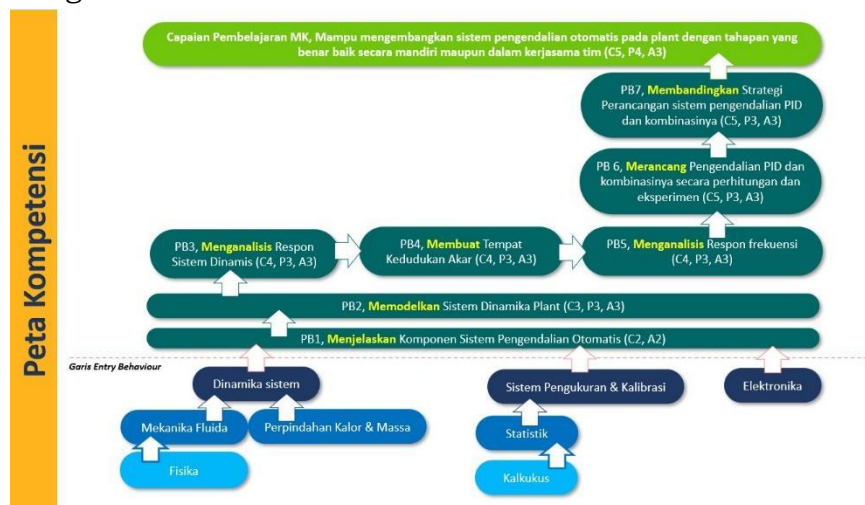 Peta Kompetensi
Capaian Pembelajaran MK, Mampu mengembangkan sistem pengendalian otomatis pada plant dengan tahapan yang
benar baik secara mandiri maupun dalam kerjasama tim (C5, P4, A3)
PB7, Membandingkan Strategi
Perancangan sistem pengendalian PID
dan kombinasinya (C5, P3, A3)
PB 6, Merancang Pengendalian PID dan
kombinasinya secara perhitungan dan
eksperimen (C5, P3, A3)
PB3, Menganalisis Respon
Sistem Dinamis (C4, P3, A3)
PB4, Membuat Tempat
Kedudukan Akar (C4, P3, A3)
PB5, Menganalisis Respon frekuensi
(C4, P3, A3)
PB2, Memodelkan Sistem Dinamika Plant (C3, P3, A3)
PB1, Menjelaskan Komponen Sistem Pengendalian Otomatis (C2, A2)
Garis Entry Behaviour
Dinamika sistem
Sistem Pengukuran & Kalibrasi
Elektronika
Mekanika Fluida
Perpindahan Kalor & Massa
Statistik
Fisika
Kalkukus